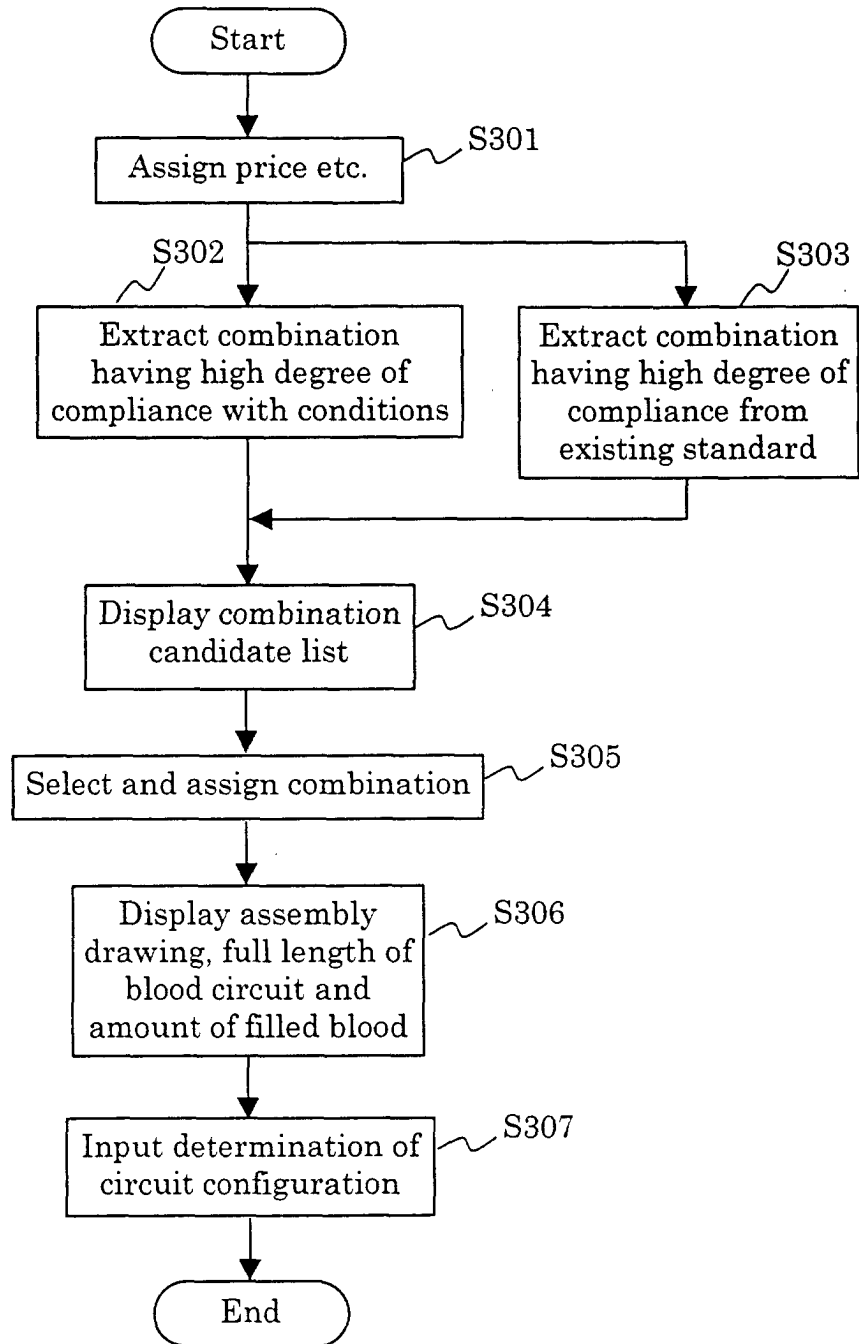 Start
S301
Assign price etc.
S302
S303
Extract combination
having high degree of
compliance with conditions
Extract combination
having high degree of
compliance from
existing standard
S304
Display combination
candidate list
S305
Select and assign combination
S306
Display assembly
drawing, full length of
blood circuit and
amount of filled blood
S307
Input determination of
circuit configuration
End